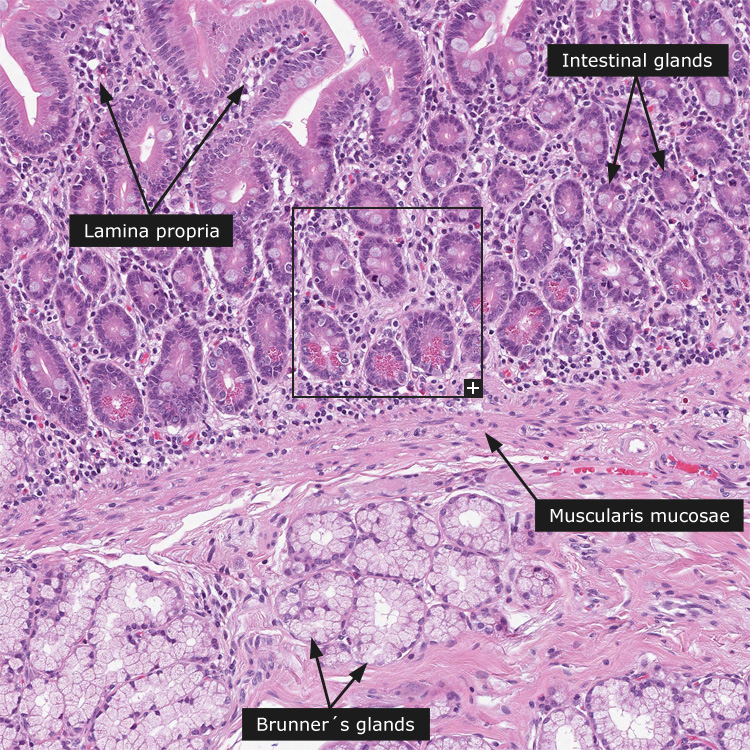 Intestinal glands
Lamina propria
Muscularis mucosae
Brunner´s glands